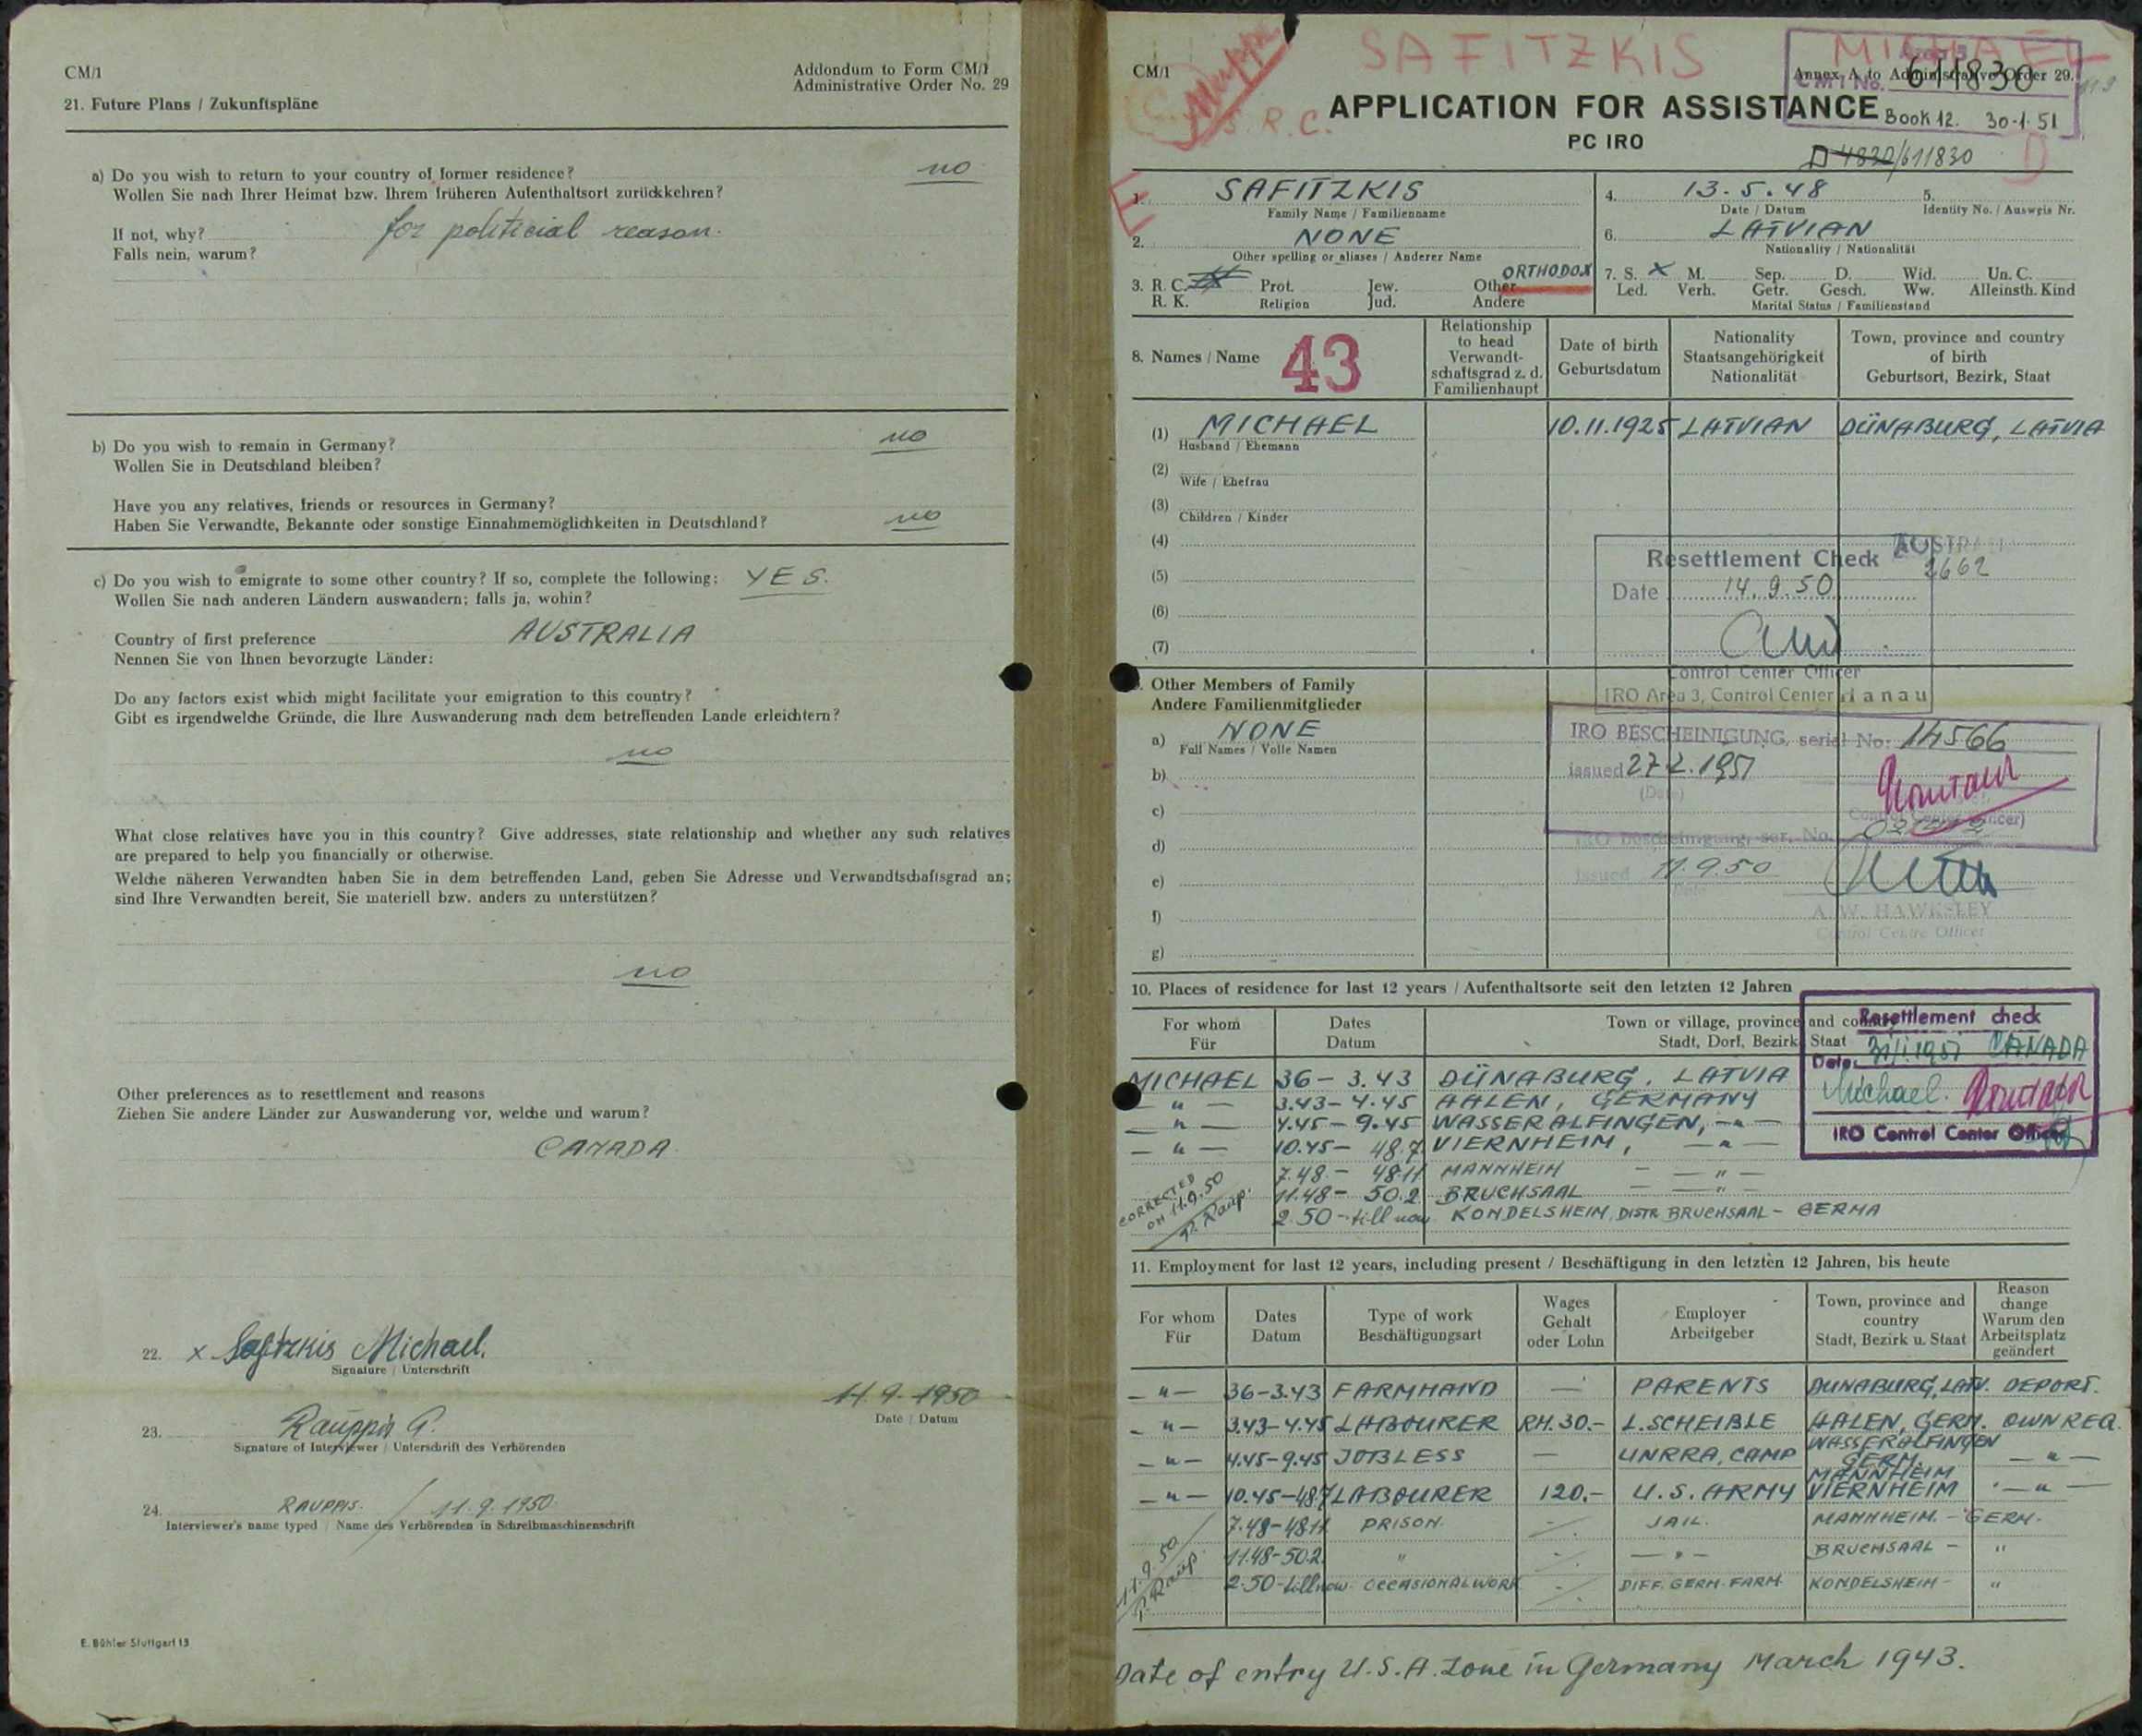 CM/1
Addondum to Form CM/1
Administrative Order No. 29
21. Future Plans / Zukunftspläne
a) Do you wish to return to your country of former residence? no
Wollen Sie nach Ihrer Heimat bzw. Ihrem früheren Aufenthaltsort zurückkehren?
If not, why? for politicial reason.
Falls nein, warum?
b) Do you wish to remain in Germany? no
Wollen Sie in Deutschland bleiben?
Have you any relatives, friends or resources in Germany?
Haben Sie Verwandte, Bekannte oder sonstige Einnahmemöglichkeiten in Deutschland? no
c) Do you wish to emigrate to some other country? If so, complete the following: YES.
Wollen Sie nach anderen Ländern auswandern; falls ja, wohin?
Country of first preference AUSTRALIA
Nennen Sie von Ihnen bevorzugte Länder:
Do any factors exist which might facilitate your emigration to this country?
Gibt es irgendwelche Gründe, die Ihre Auswanderung nach dem betreffenden Lande erleichtern?
no
What close relatives have you in this country? Give addresses, state relationship and whether any such relatives
are prepared to help you financially or otherwise.
Welche näheren Verwandten haben Sie in dem betreffenden Land, geben Sie Adresse und Verwandtschaftsgrad an;
sind Ihre Verwandten bereit, Sie materiell bzw. anders zu unterstützen?
no
Other preferences as to resettlement and reasons
Ziehen Sie andere Länder zur Auswanderung vor, welche und warum?
CANADA.
22. x Safitzkis Michael.
Signature / Unterschrift
11.9.1950
Date / Datum
23. Rauppis
Signature of Interviewer / Unterschrift des Verhörenden
24. RAUPPIS. / 11.9.1950
Interviewer's name typed / Name des Verhörenden in Schreibmaschinenschrift
E. Bühler Stuttgart 13
SAFITZKIS MICHAEL
CM/1
Annex A to Administrative Order 29.
CM1 No. 611830
R.C.
APPLICATION FOR ASSISTANCE
Book 12. 30.1.51
PC IRO
D 4832/611830
D
E
1. SAFITZKIS
Family Name / Familienname
4. 13.5.48
Date / Datum
5.
Identity No. / Ausweis Nr.
2. NONE
Other spelling or aliases / Anderer Name
6. LATVIAN
Nationality / Nationalität
3. R. C. Prot. Jew. Other ORTHODOX
R. K. Religion Jud. Andere
7. S. x M. Sep. D. Wid. Un. C.
Led. Verh. Getr. Gesch. Ww. Alleinsth. Kind
Marital Status / Familienstand
8. Names / Name
43
Relationship to head Verwandtschaftsgrad z. d. Familienhaupt
Date of birth Geburtsdatum
Nationality Staatsangehörigkeit Nationalität
Town, province and country of birth Geburtsort, Bezirk, Staat
(1) MICHAEL 10.11.1925 LATVIAN DÜNABURG, LATVIA
Husband / Ehemann
(2)
Wife / Ehefrau
(3)
Children / Kinder
(4)
(5)
(6)
(7)
Resettlement Check AUSTRALIA
2662
Date 14.9.50
Control Center Officer
IRO Area 3, Control Center Hanau
Other Members of Family
Andere Familienmitglieder
a) NONE
Full Names / Volle Namen
b)
c)
d)
e)
f)
g)
IRO BESCHEINIGUNG, serial No. 14566
issued 27.2.1951
(Date)
IRO Bescheinigung, ser. No.
issued 11.9.50
A. W. HAWKSLEY
Control Centre Officer
10. Places of residence for last 12 years / Aufenthaltsorte seit den letzten 12 Jahren
For whom Für
Dates Datum
Town or village, province and country
Stadt, Dorf, Bezirk, Staat
Resettlement check
Date, 31/1.1951 CANADA
Michael.
IRO Control Center Officer
MICHAEL 36 - 3.43 DÜNABURG, LATVIA
— " — 3.43 - 4.45 AALEN, GERMANY
— " — 4.45 - 9.45 WASSERALFINGEN, — " —
— " — 10.45 - 48.7 VIERNHEIM, — " —
7.48 - 48.11 MANNHEIM — " —
11.48 - 50.2 BRUCHSAAL — " —
2.50 - till now KONDELSHEIM, DISTR. BRUCHSAAL - GERMA
CORRECTED
ON 11.9.50
11. Employment for last 12 years, including present / Beschäftigung in den letzten 12 Jahren, bis heute
For whom Für
Dates Datum
Type of work Beschäftigungsart
Wages Gehalt oder Lohn
Employer Arbeitgeber
Town, province and country Stadt, Bezirk u. Staat
Reason change Warum den Arbeitsplatz geändert
— " — 36-3.43 FARMHAND — PARENTS DUNABURG, LATV. DEPORT.
— " — 3.43-4.45 LABOURER RM. 30.- L. SCHEIBLE AALEN, GERM. OWN REQ.
— " — 4.45-9.45 JOBLESS — UNRRA, CAMP WASSERALFINGEN GERM. — " —
— " — 10.45-48.7 LABOURER 120.- U.S. ARMY MANNHEIM VIERNHEIM — " —
7.48-48.11 PRISON. JAIL. MANNHEIM. - GERM.
11.48-50.2. " — " — BRUCHSAAL - "
2.50-till now OCCASIONAL WORK DIFF. GERM. FARM. KONDELSHEIM - "
11.9.50
Date of entry U.S.A. Zone in Germany March 1943.